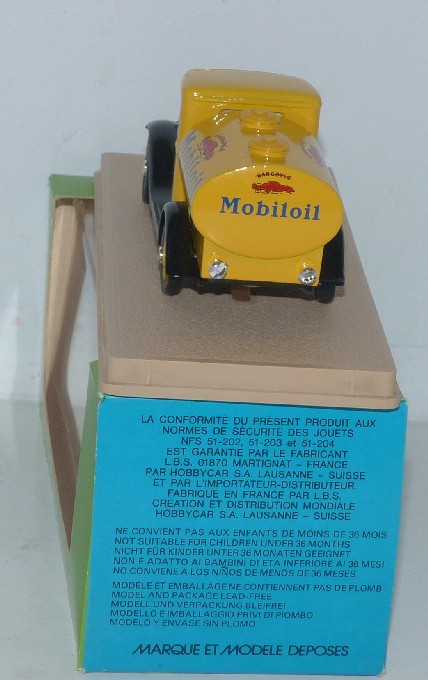 GARGOYLE
Mobiloil
LA CONFORMITÉ DU PRÉSENT PRODUIT AUX
NORMES DE SÉCURITÉ DES JOUETS
NFS 51-202, 51-203 et 51-204
EST GARANTIE PAR LE FABRICANT
L.B.S. 01870 MARTIGNAT – FRANCE
PAR HOBBYCAR S.A. LAUSANNE – SUISSE
ET PAR L'IMPORTATEUR-DISTRIBUTEUR.
FABRIQUE EN FRANCE PAR L.B.S.
CREATION ET DISTRIBUTION MONDIALE
HOBBYCAR S.A. LAUSANNE – SUISSE
NE CONVIENT PAS AUX ENFANTS DE MOINS DE 36 MOIS
NOT SUITABLE FOR CHILDREN UNDER 36 MONTHS
NICHT FÜR KINDER UNTER 36 MONATEN GEEIGNET
NON È ADATTO AI BAMBINI DI ETA INFERIORE AI 36 MESI
NO CONVIENE A LOS NIÑOS DE MENOS DE 36 MESES
MODÈLE ET EMBALLAGE NE CONTIENNENT PAS DE PLOMB
MODEL AND PACKAGE LEAD-FREE
MODELL UND VERPACKUNG BLEIFREI
MODELLO E IMBALLAGGIO PRIVI DI PIOMBO
MODELO Y ENVASE SIN PLOMO
MARQUE ET MODELE DEPOSES